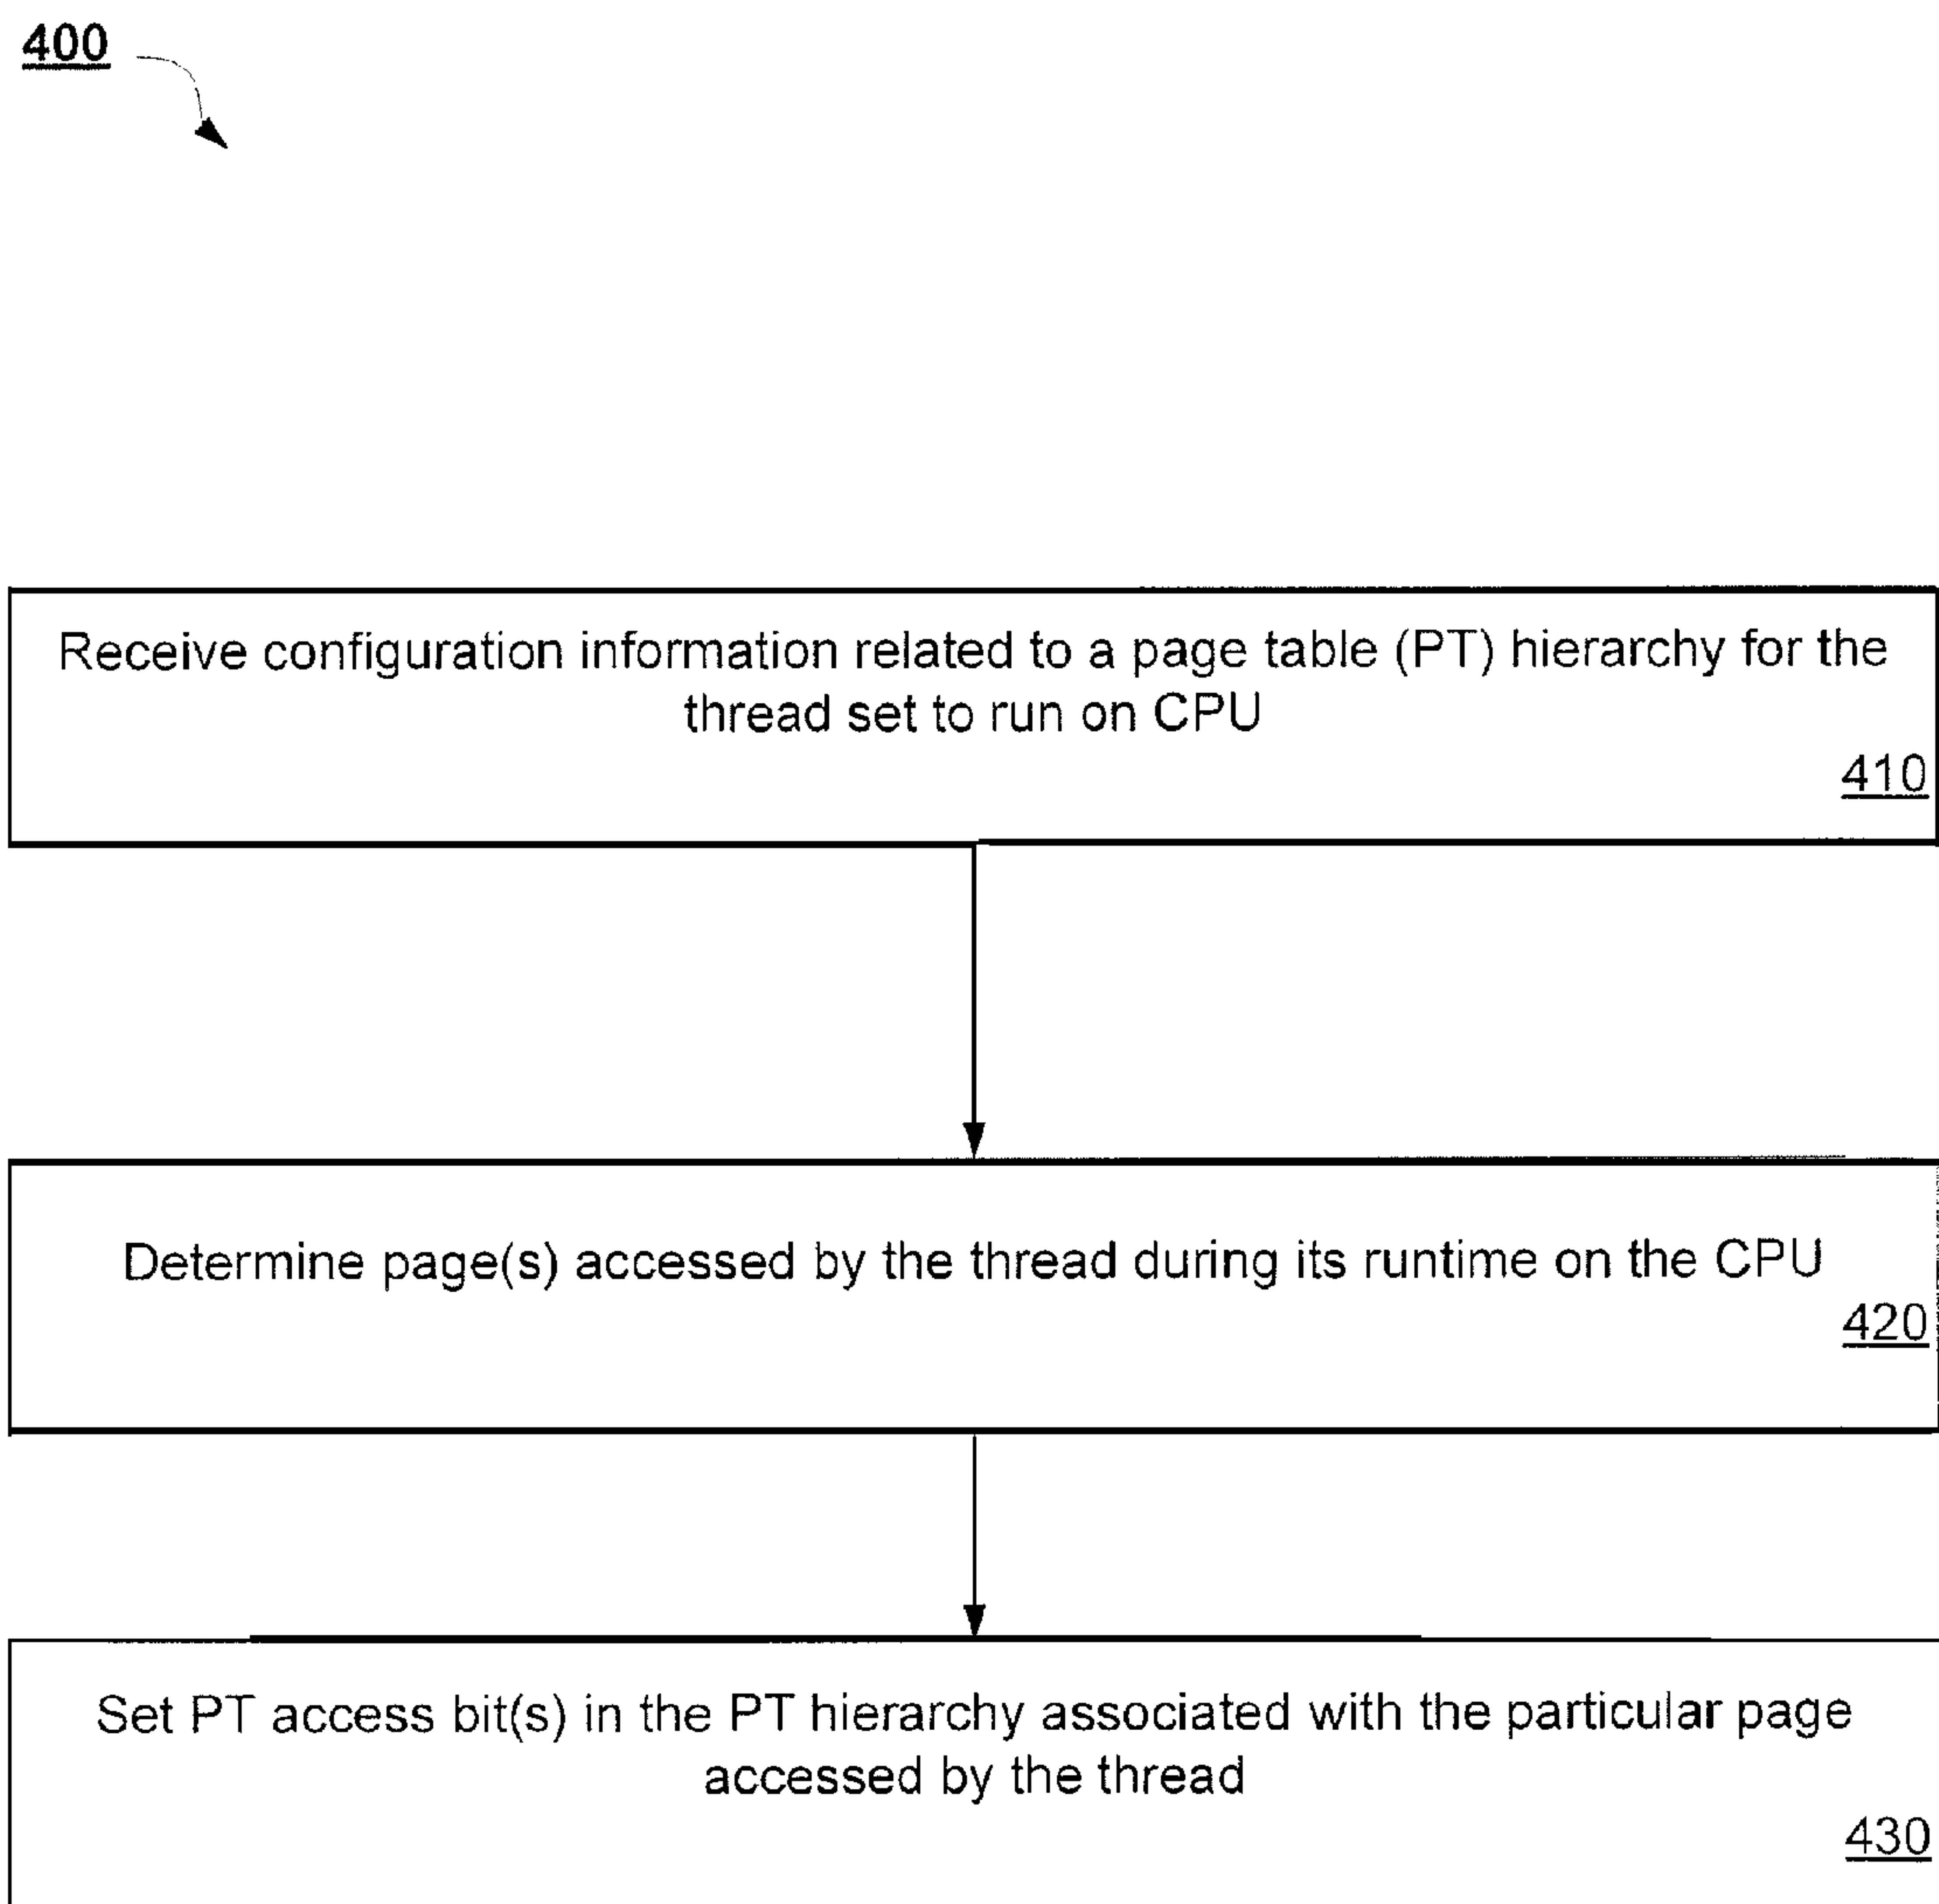 400
Receive configuration information related to a page table (PT) hierarchy for the
thread set to run on CPU
410
Determine page(s) accessed by the thread during its runtime on the CPU
420
Set PT access bit(s) in the PT hierarchy associated with the particular page
accessed by the thread
430